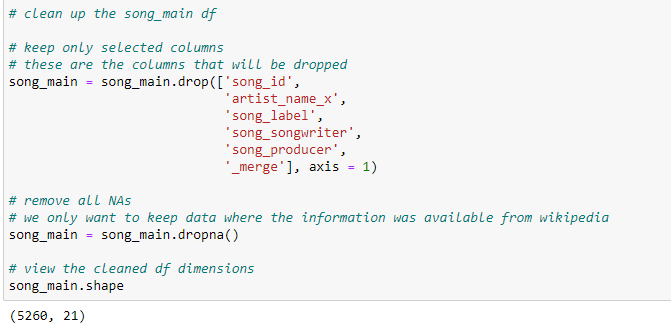 # clean up the song_main df
# keep only selected columns
# these are the columns that will be dropped
song_main = song_main.drop(['song_id',
'artist_name_x',
'song_label',
'song_songwriter',
'song_producer',
'_merge'], axis = 1)
# remove all NAs
# we only want to keep data where the information was available from wikipedia
song_main = song_main.dropna()
# view the cleaned df dimensions
song_main.shape
(5260, 21)